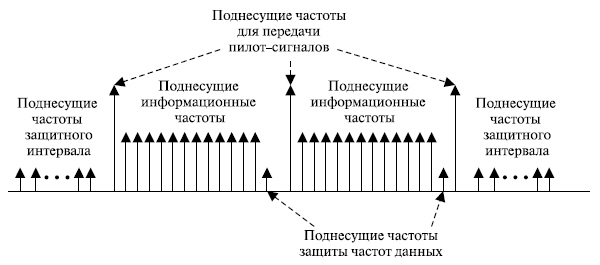 Поднесущие частоты
для передачи
пилот–сигналов
Поднесущие
частоты
защитного
интервала
Поднесущие
информационные
частоты
Поднесущие
информационные
частоты
Поднесущие
частоты
защитного
интервала
Поднесущие частоты
защиты частот данных